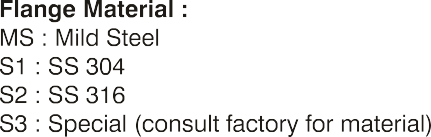 Flange Material :
MS : Mild Steel
S1 : SS 304
S2 : SS 316
S3 : Special (consult factory for material)